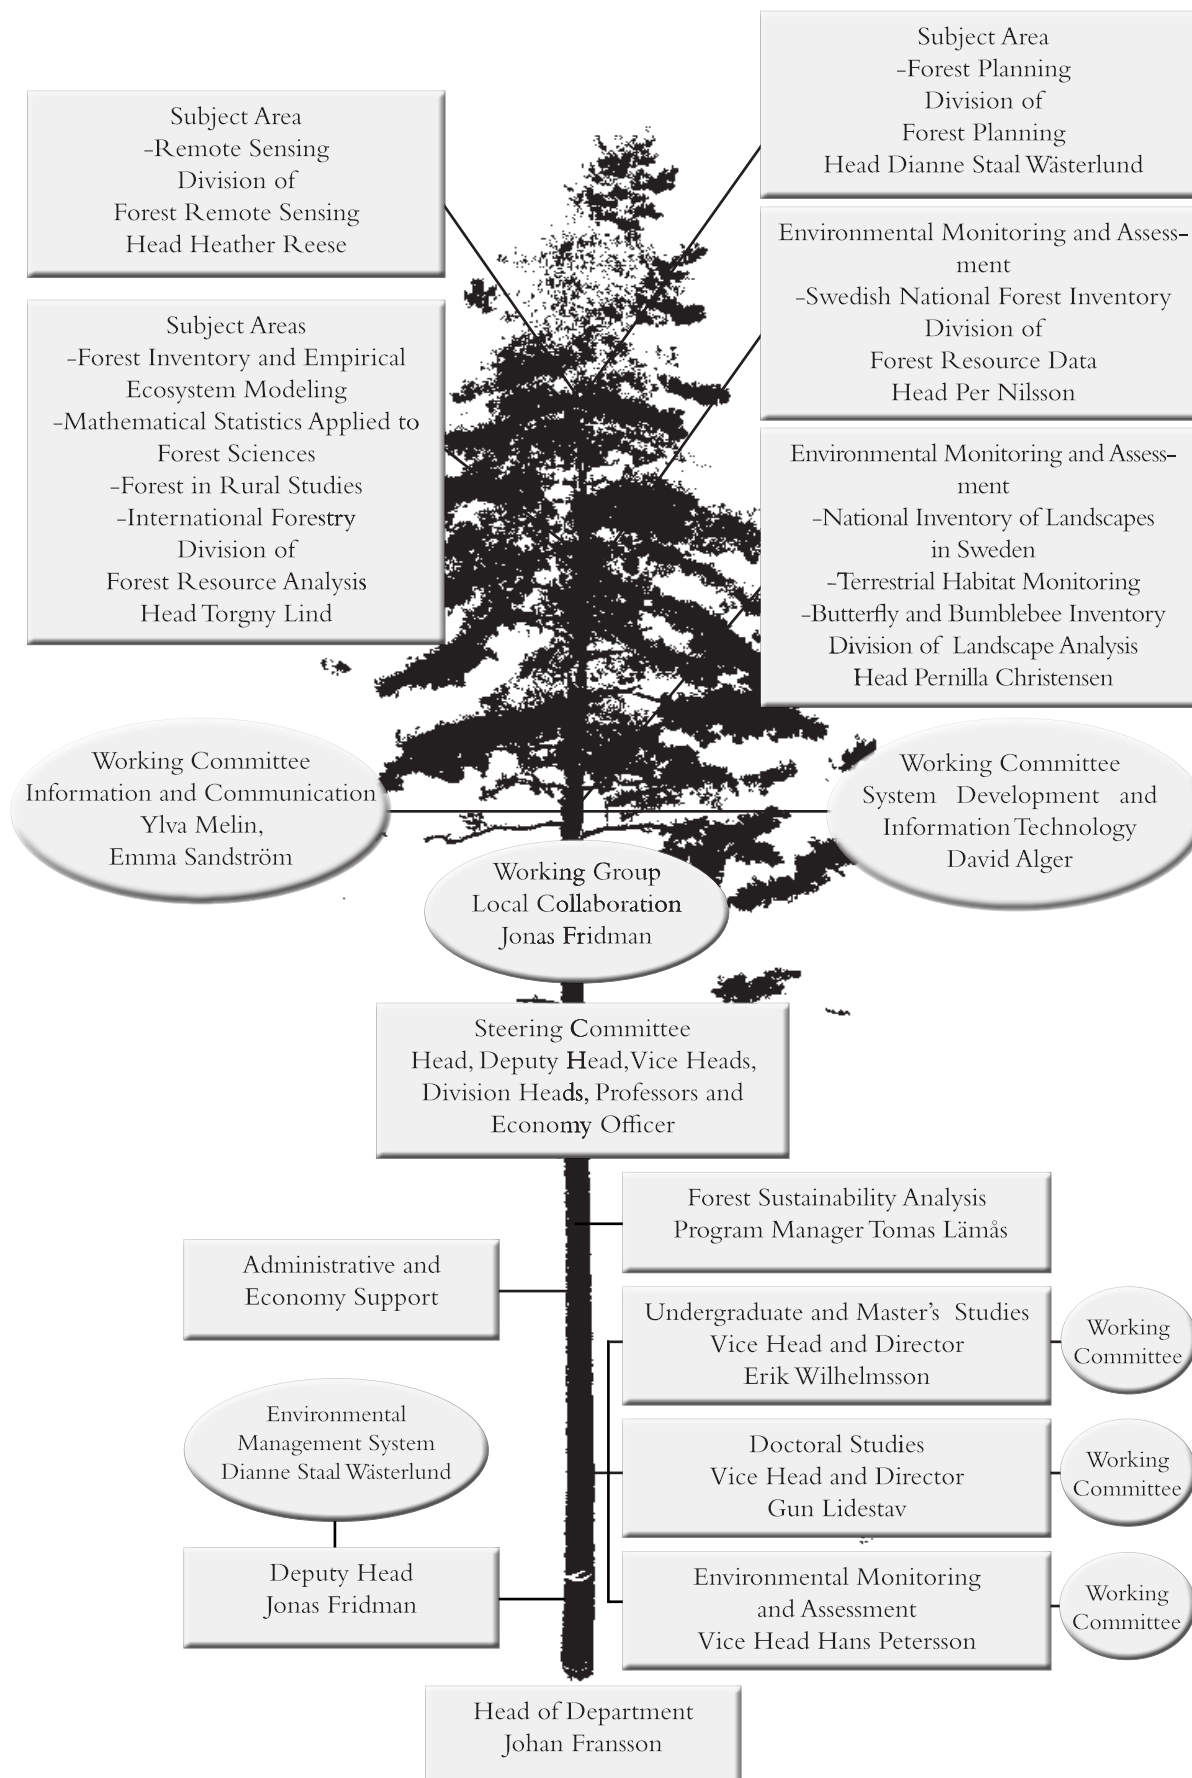 Subject Area
-Forest Planning
Division of
Forest Planning
Head Dianne Staal Wästerlund
Subject Area
-Remote Sensing
Division of
Forest Remote Sensing
Head Heather Reese
Environmental Monitoring and Assess-
ment
-Swedish National Forest Inventory
Division of
Forest Resource Data
Head Per Nilsson
Subject Areas
-Forest Inventory and Empirical
Ecosystem Modeling
-Mathematical Statistics Applied to
Forest Sciences
-Forest in Rural Studies
-International Forestry
Division of
Forest Resource Analysis
Head Torgny Lind
Environmental Monitoring and Assess-
ment
-National Inventory of Landscapes
in Sweden
-Terrestrial Habitat Monitoring
-Butterfly and Bumblebee Inventory
Division of Landscape Analysis
Head Pernilla Christensen
Working Committee
Information and Communication
Ylva Melin,
Emma Sandström
Working Committee
System Development and
Information Technology
David Alger
Working Group
Local Collaboration
Jonas Fridman
Steering Committee
Head, Deputy Head, Vice Heads,
Division Heads, Professors and
Economy Officer
Forest Sustainability Analysis
Program Manager Tomas Lämås
Administrative and
Economy Support
Undergraduate and Master's Studies
Vice Head and Director
Erik Wilhelmsson
Working
Committee
Environmental
Management System
Dianne Staal Wästerlund
Doctoral Studies
Vice Head and Director
Gun Lidestav
Working
Committee
Deputy Head
Jonas Fridman
Environmental Monitoring
and Assessment
Vice Head Hans Petersson
Working
Committee
Head of Department
Johan Fransson